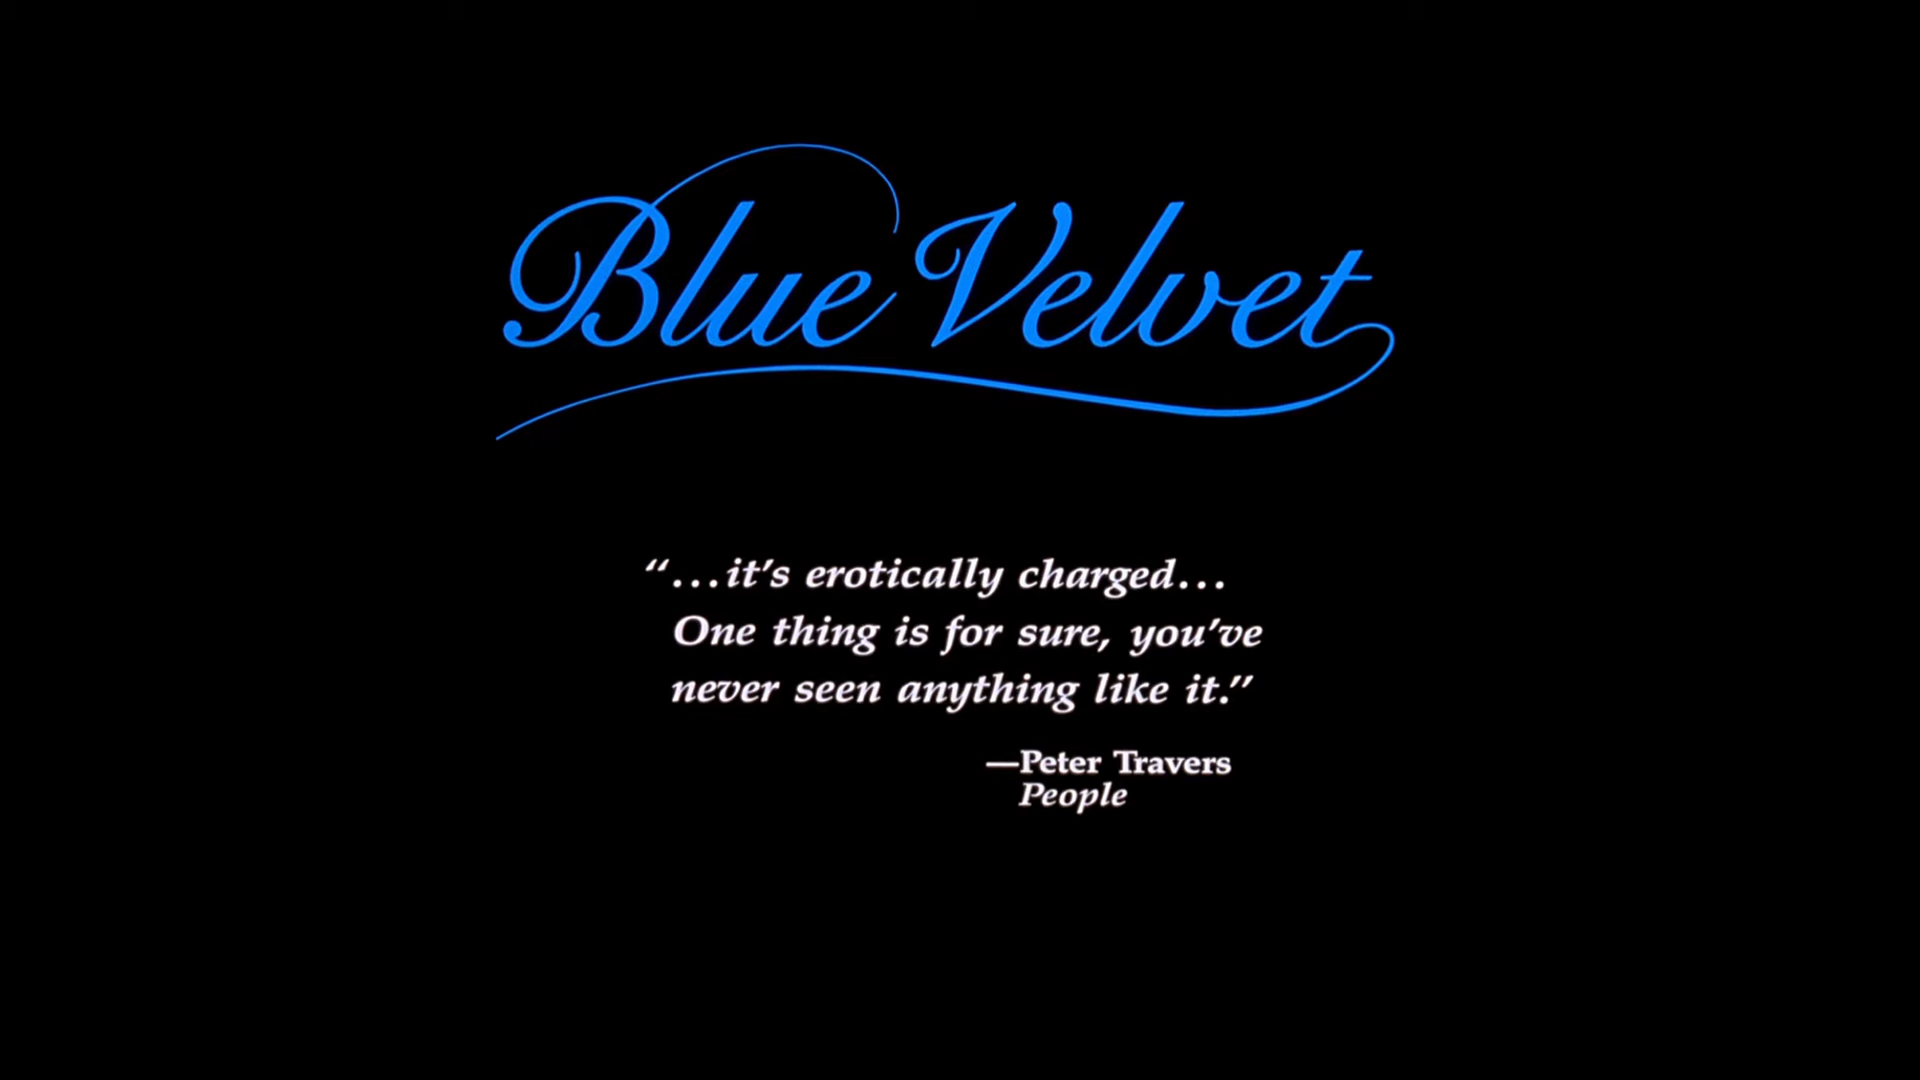 Blue Velvet
“...it’s erotically charged...
One thing is for sure, you’ve
never seen anything like it.”
—Peter Travers
People